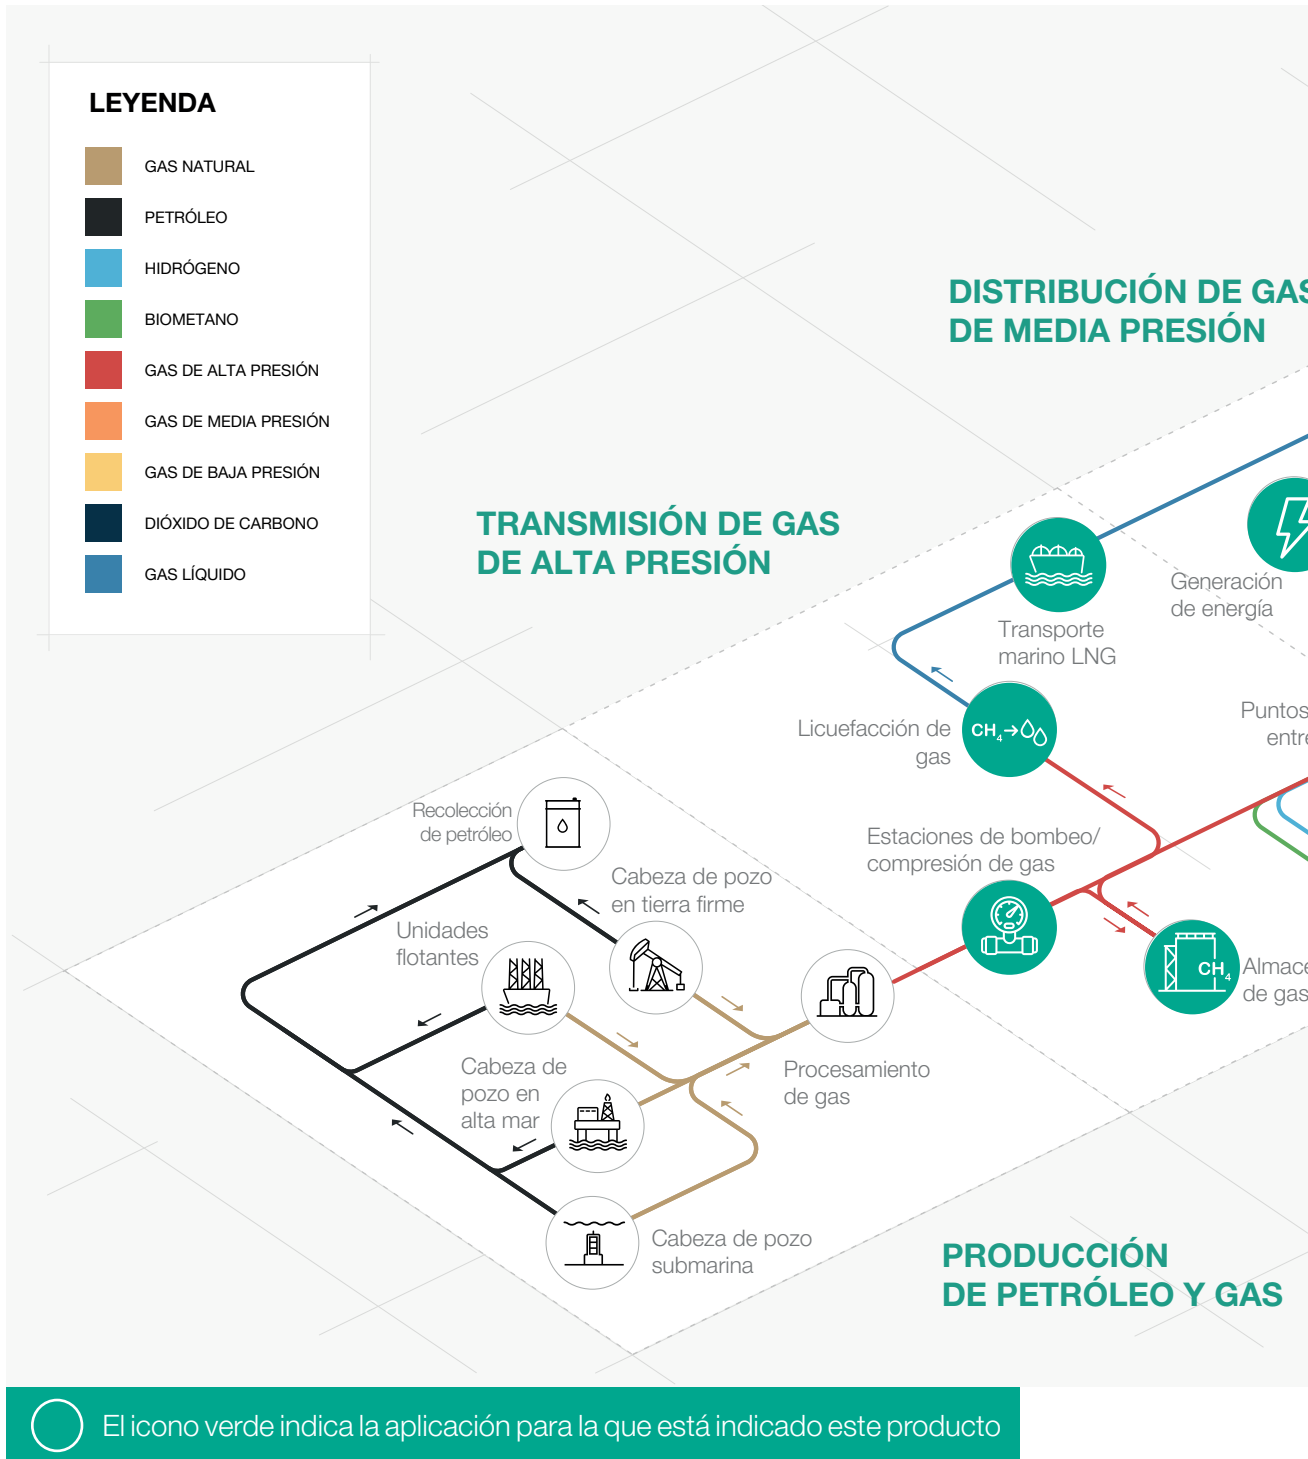 LEYENDA
GAS NATURAL
PETRÓLEO
HIDRÓGENO
BIOMETANO
GAS DE ALTA PRESIÓN
GAS DE MEDIA PRESIÓN
GAS DE BAJA PRESIÓN
DIÓXIDO DE CARBONO
GAS LÍQUIDO
DISTRIBUCIÓN DE GAS
DE MEDIA PRESIÓN
TRANSMISIÓN DE GAS
DE ALTA PRESIÓN
Generación
de energía
Transporte
marino LNG
Licuefacción de
gas
CH4→
Puntos
entre
Recolección
de petróleo
Estaciones de bombeo/
compresión de gas
Cabeza de pozo
en tierra firme
Unidades
flotantes
CH4
Almace
de gas
Cabeza de
pozo en
alta mar
Procesamiento
de gas
Cabeza de pozo
submarina
PRODUCCIÓN
DE PETRÓLEO Y GAS
El icono verde indica la aplicación para la que está indicado este producto